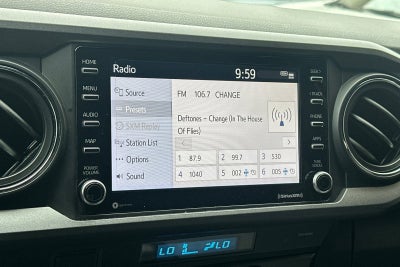 Radio
9:59
HOME
MENU
AUDIO
MAP
POWER
VOLUME
Source
Presets
SXM Replay
Station List
Options
Sound
FM 106.7 CHANGE
Deftones – Change (In The House
Of Flies)
1 87.9 2 99.7 3 530
4 1040 5 002 6 005
SEEK >
< TRACK
PHONE
APPS
TUNE
SCROLL
SiriusXM
LO LO